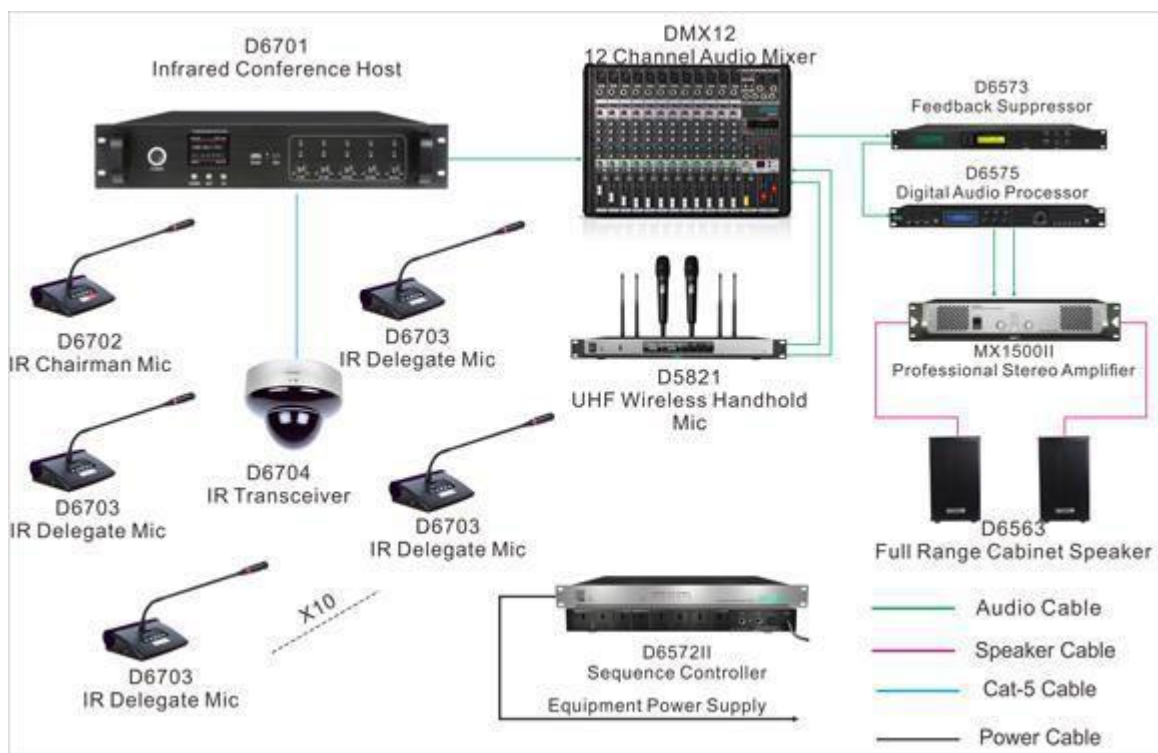 D6701
Infrared Conference Host
DMX12
12 Channel Audio Mixer
D6573
Feedback Suppressor
D6575
Digital Audio Processor
D6702
IR Chairman Mic
D6703
IR Delegate Mic
D5821
UHF Wireless Handhold
Mic
MX1500II
Professional Stereo Amplifier
D6703
IR Delegate Mic
D6704
IR Transceiver
D6703
IR Delegate Mic
D6563
Full Range Cabinet Speaker
X10
D6703
IR Delegate Mic
D6572II
Sequence Controller
Equipment Power Supply
Audio Cable
Speaker Cable
Cat-5 Cable
Power Cable